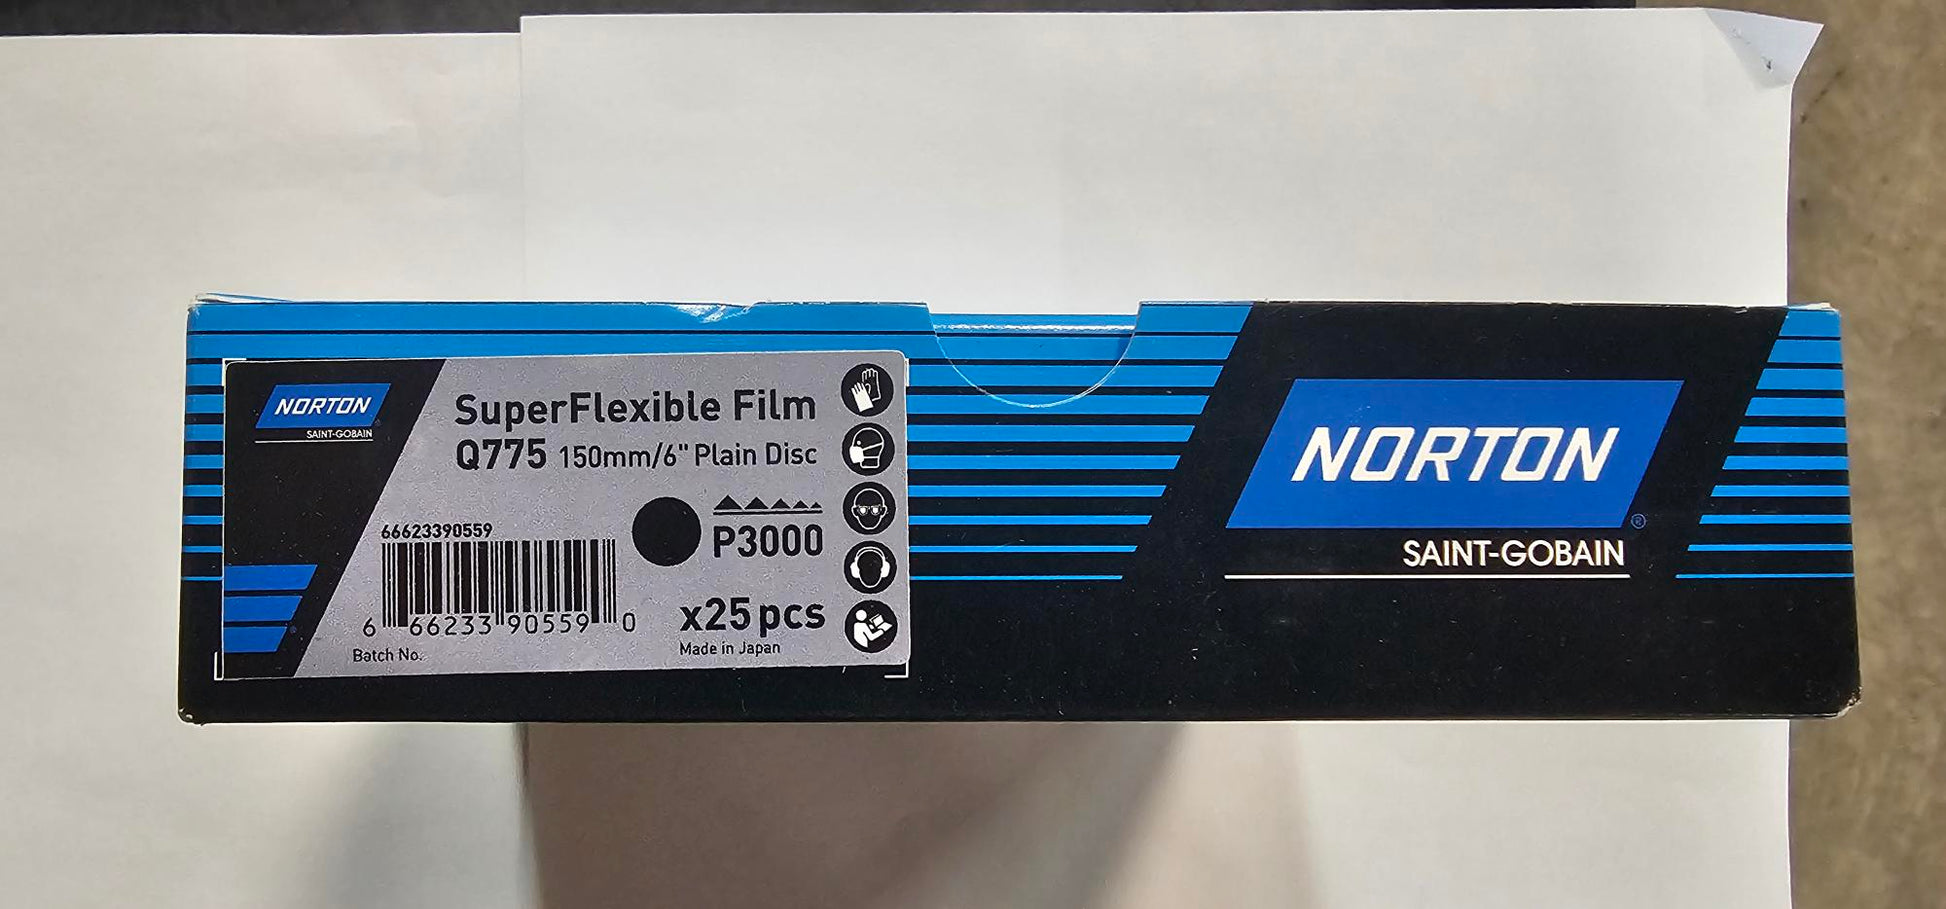 NORTON
SAINT-GOBAIN
SuperFlexible Film
Q775 150mm/6" Plain Disc
66623390559
P3000
6 66233 90559 0
x25 pcs
Batch No.
Made in Japan
NORTON®
SAINT-GOBAIN